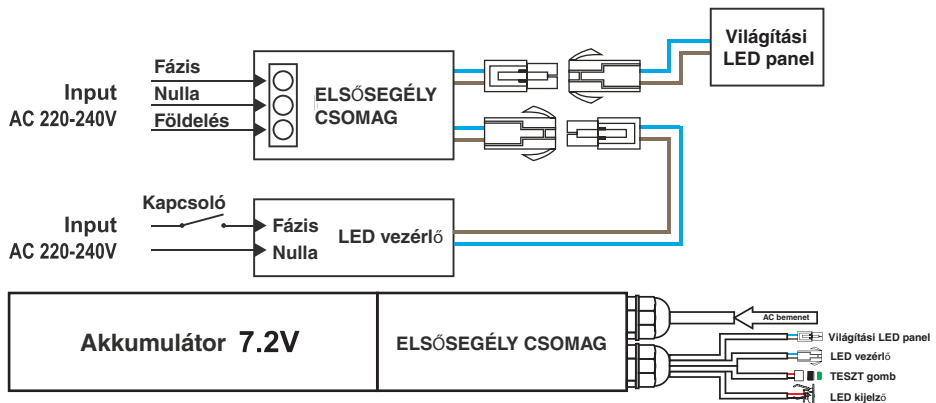 Világítási
LED panel
Input
AC 220-240V
Fázis
Nulla
Földelés
ELSŐSEGÉLY
CSOMAG
Input
AC 220-240V
Kapcsoló
Fázis
Nulla
LED vezérlő
Akkumulátor 7.2V
ELSŐSEGÉLY CSOMAG
AC bemenet
Világítási LED panel
LED vezérlő
TESZT gomb
LED kijelző